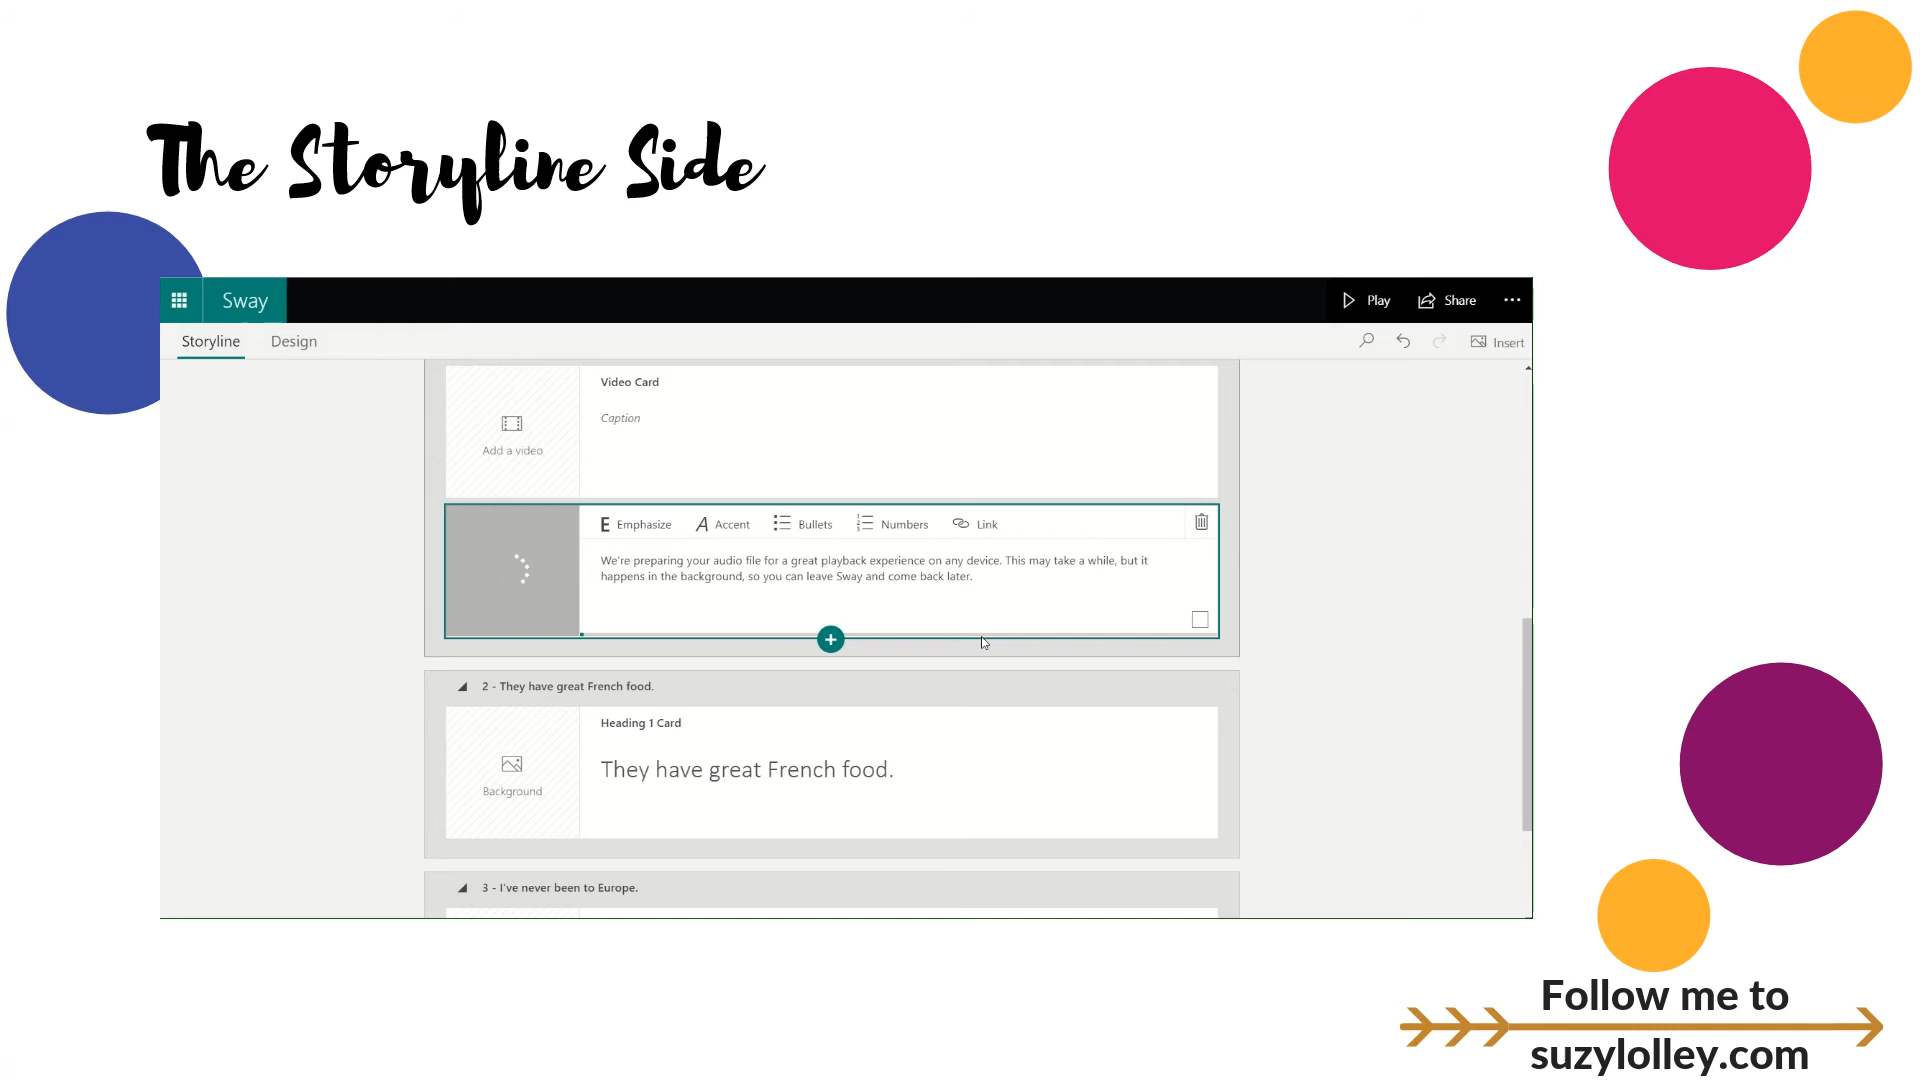 The Storyline Side
Sway
Play
Share
Storyline
Design
Insert
Video Card
Caption
Add a video
E Emphasize
A Accent
Bullets
Numbers
Link
We're preparing your audio file for a great playback experience on any device. This may take a while, but it
happens in the background, so you can leave Sway and come back later.
2 - They have great French food.
Heading 1 Card
They have great French food.
Background
3 - I've never been to Europe.
Follow me to
suzylolley.com